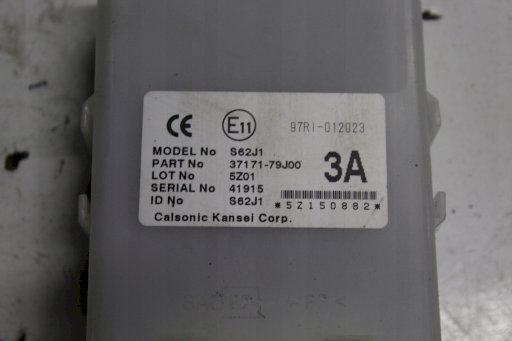 CE E11 97RI-012023
MODEL No S62J1
PART No 37171-79J00
LOT No 5Z01
SERIAL No 41915
ID No S62J1
3A
*5Z150882*
Calsonic Kansei Corp.